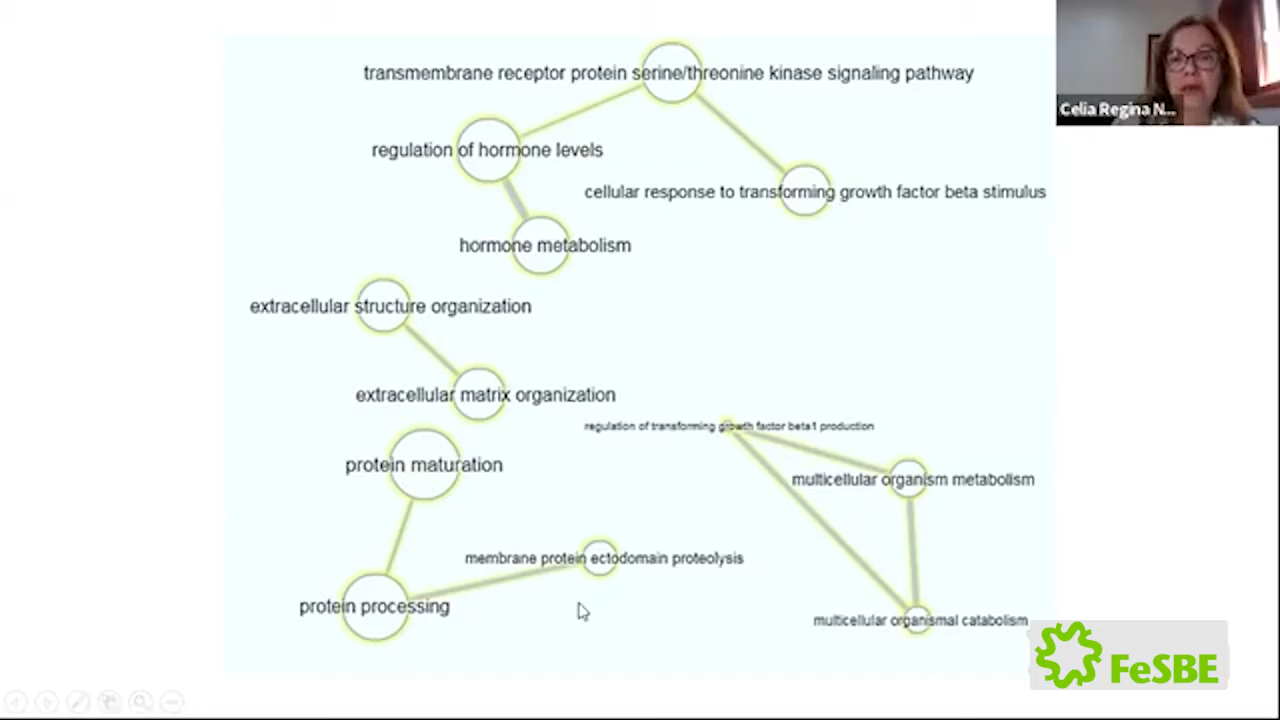 transmembrane receptor protein serine/threonine kinase signaling pathway
Celia Regina N...
regulation of hormone levels
cellular response to transforming growth factor beta stimulus
hormone metabolism
extracellular structure organization
extracellular matrix organization
regulation of transforming growth factor beta1 production
protein maturation
multicellular organism metabolism
membrane protein ectodomain proteolysis
protein processing
multicellular organismal catabolism
FeSBE